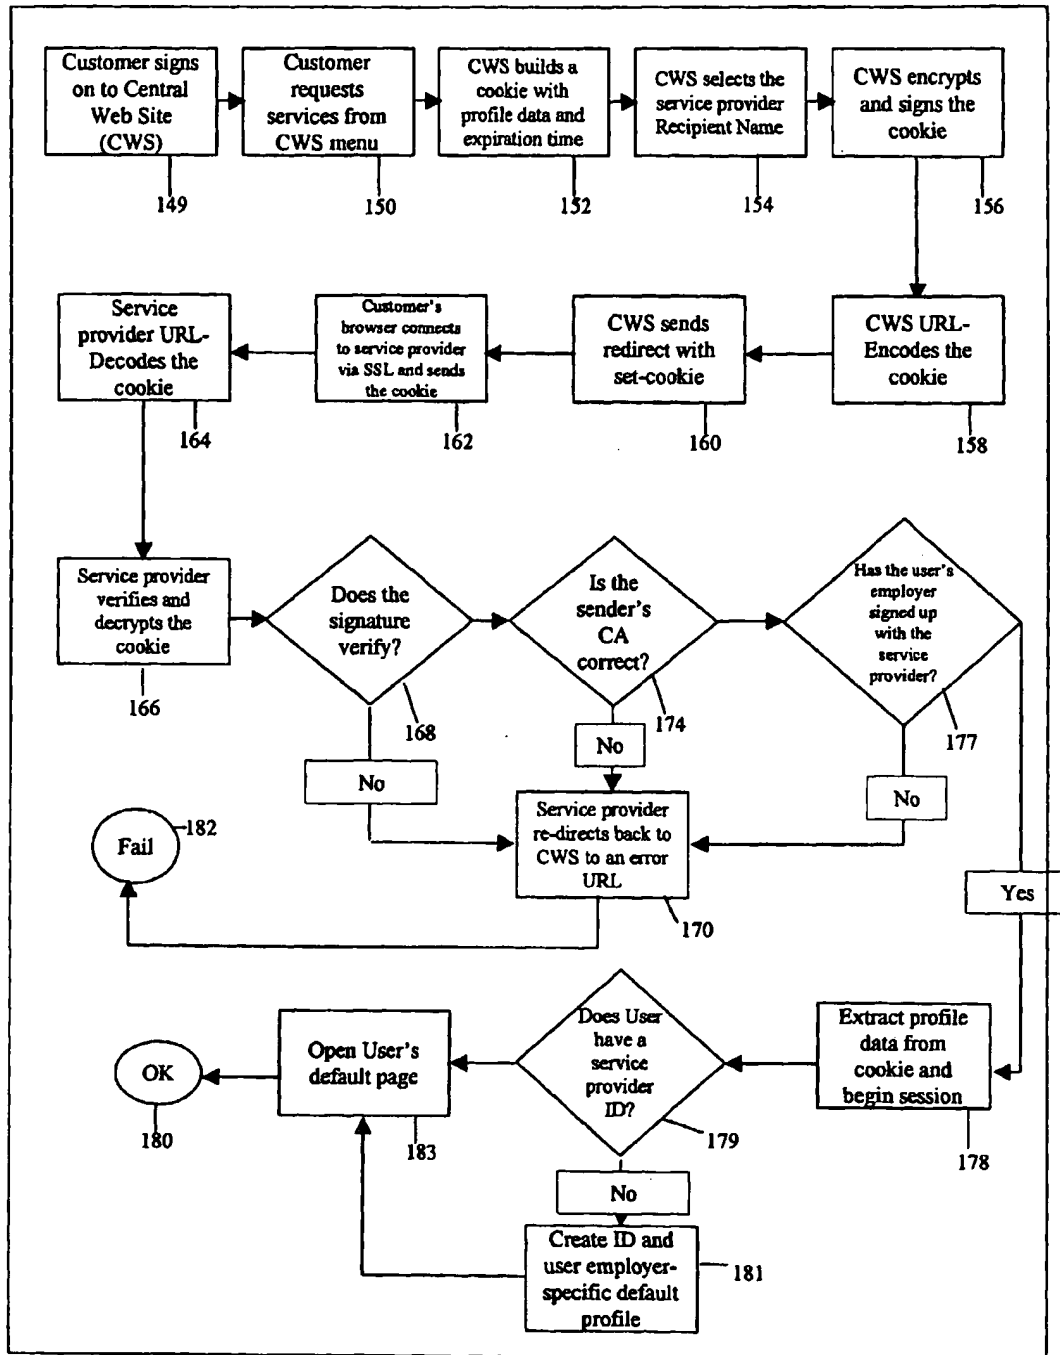 Customer signs
on to Central
Web Site
(CWS)
149
Customer
requests
services from
CWS menu
150
CWS builds a
cookie with
profile data and
expiration time
152
CWS selects the
service provider
Recipient Name
154
CWS encrypts
and signs the
cookie
156
Service
provider URL-
Decodes the
cookie
164
Customer's
browser connects
to service provider
via SSL and sends
the cookie
162
CWS sends
redirect with
set-cookie
160
CWS URL-
Encodes the
cookie
158
Service provider
verifies and
decrypts the
cookie
166
Does the
signature
verify?
168
Is the
sender's
CA
correct?
174
Has the user's
employer
signed up
with the
service
provider?
177
No
No
No
Fail
182
Service provider
re-directs back to
CWS to an error
URL
170
Yes
OK
180
Open User's
default page
183
Does User
have a
service
provider
ID?
179
Extract profile
data from
cookie and
begin session
178
No
Create ID and
user employer-
specific default
profile
181